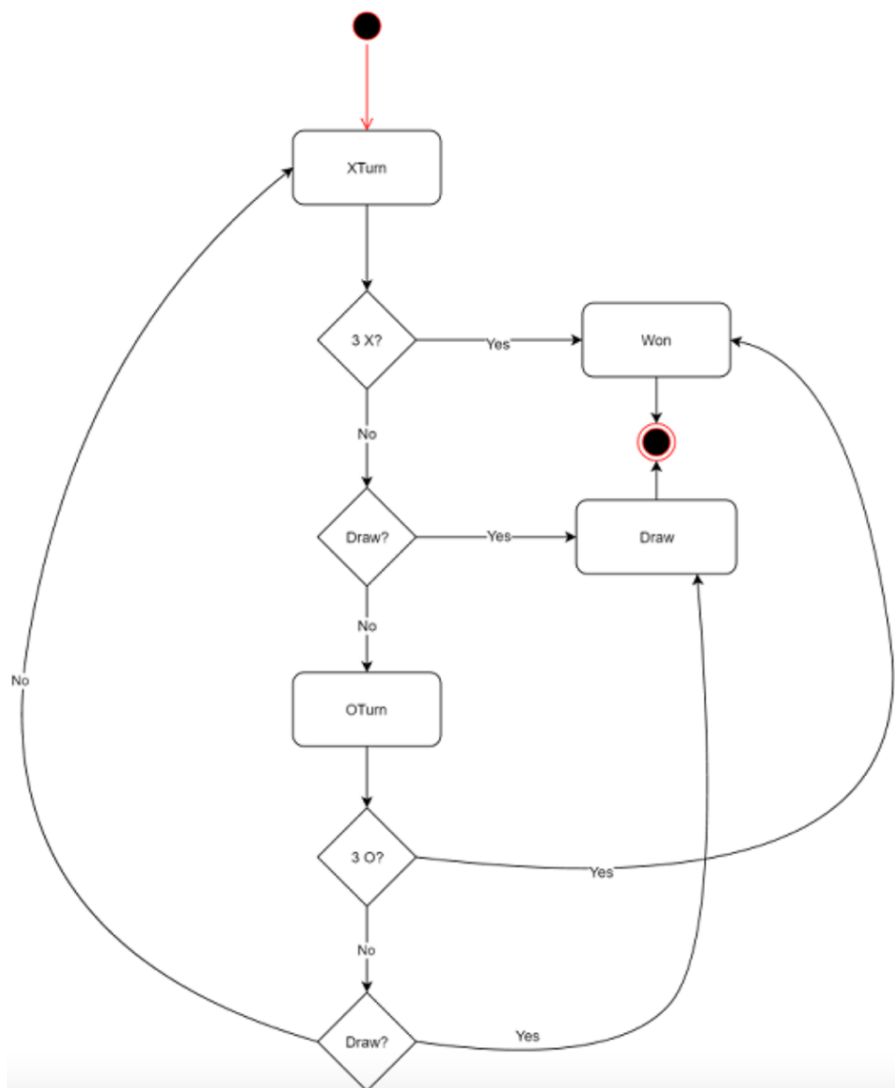 XTurn
3 X?
Yes
Won
No
Draw?
Yes
Draw
No
No
OTurn
3 O?
Yes
No
Draw?
Yes